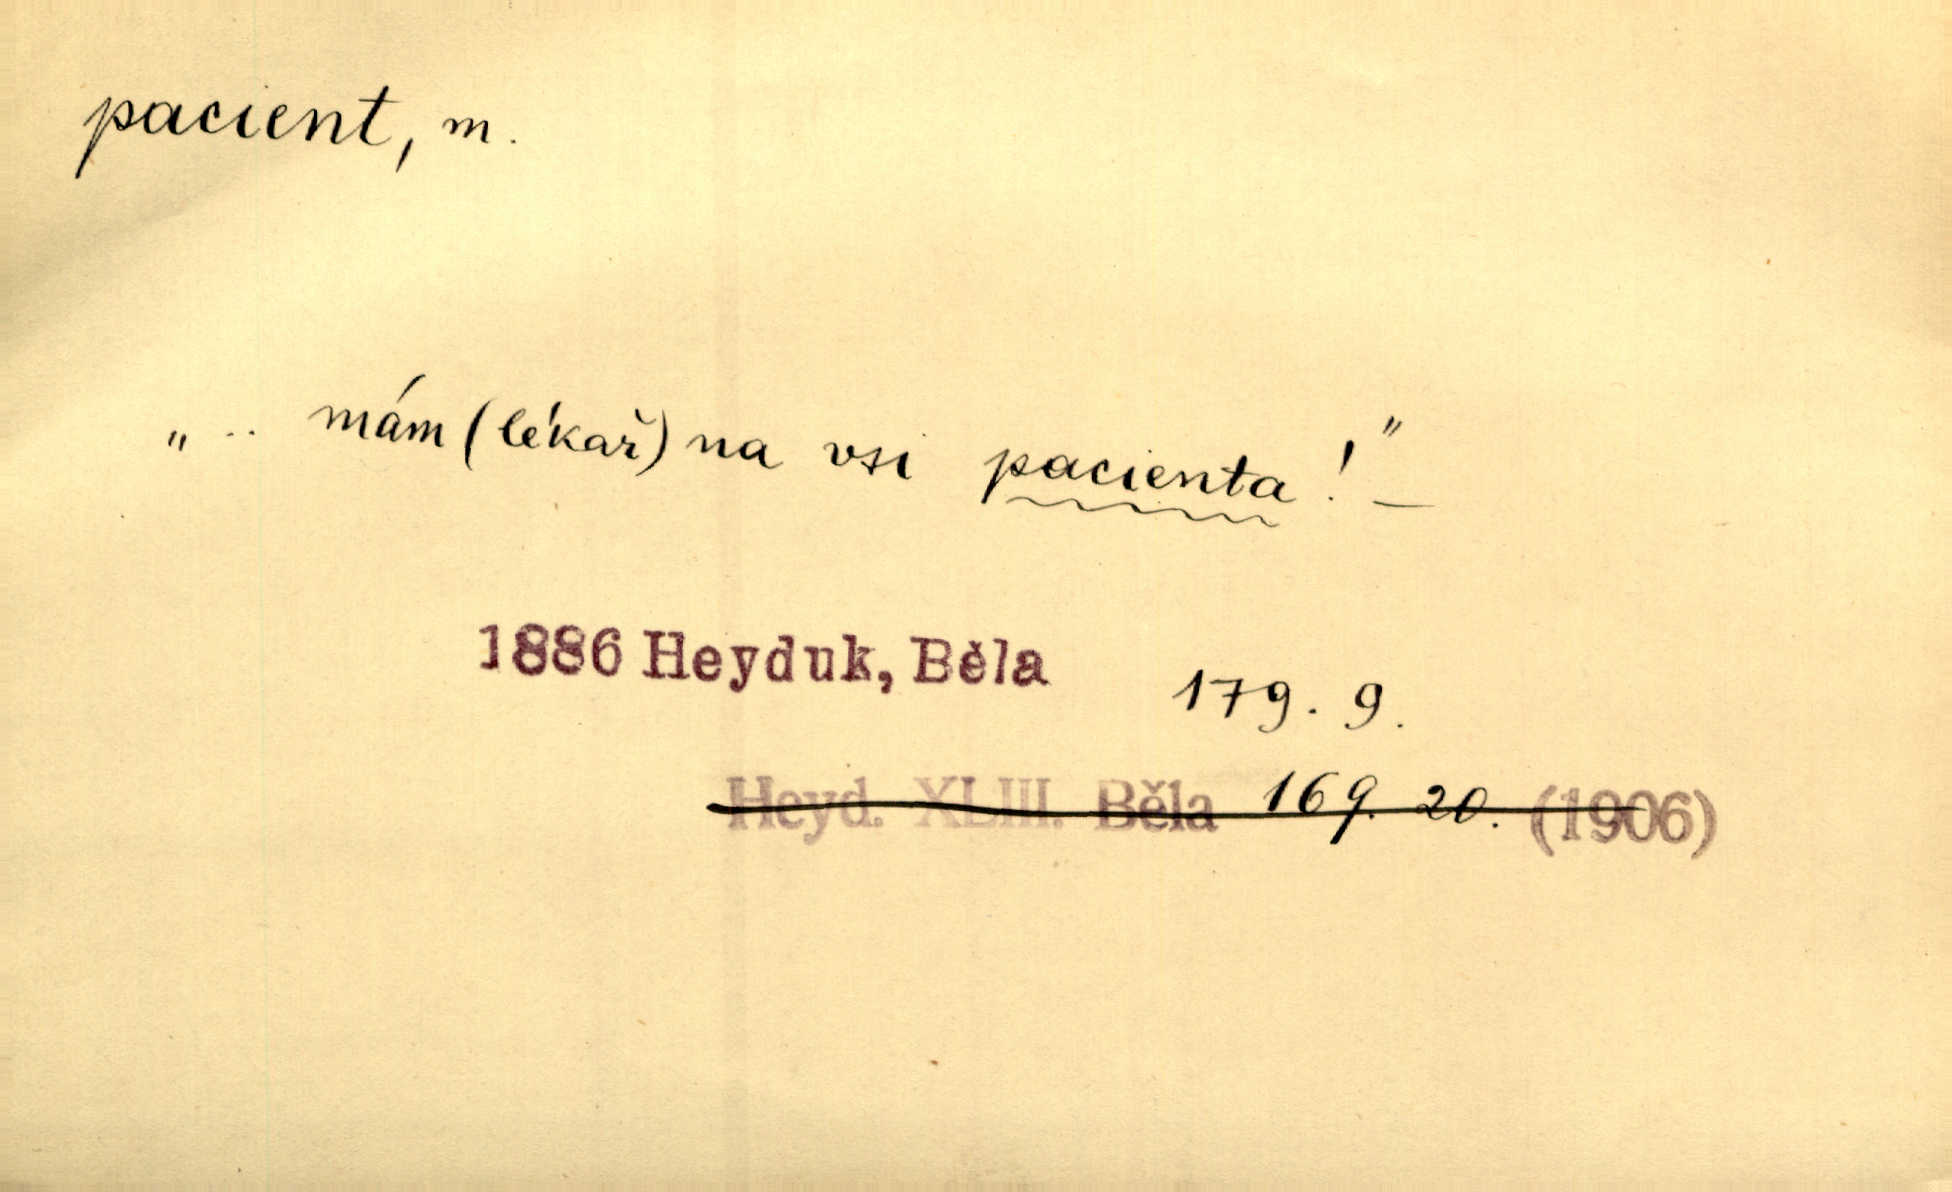 pacient, m.
„ .. mám (lékař) na vsi pacienta!" –
1886 Heyduk, Běla 179. 9.
Heyd. XLIII. Běla 169. 20. (1906)